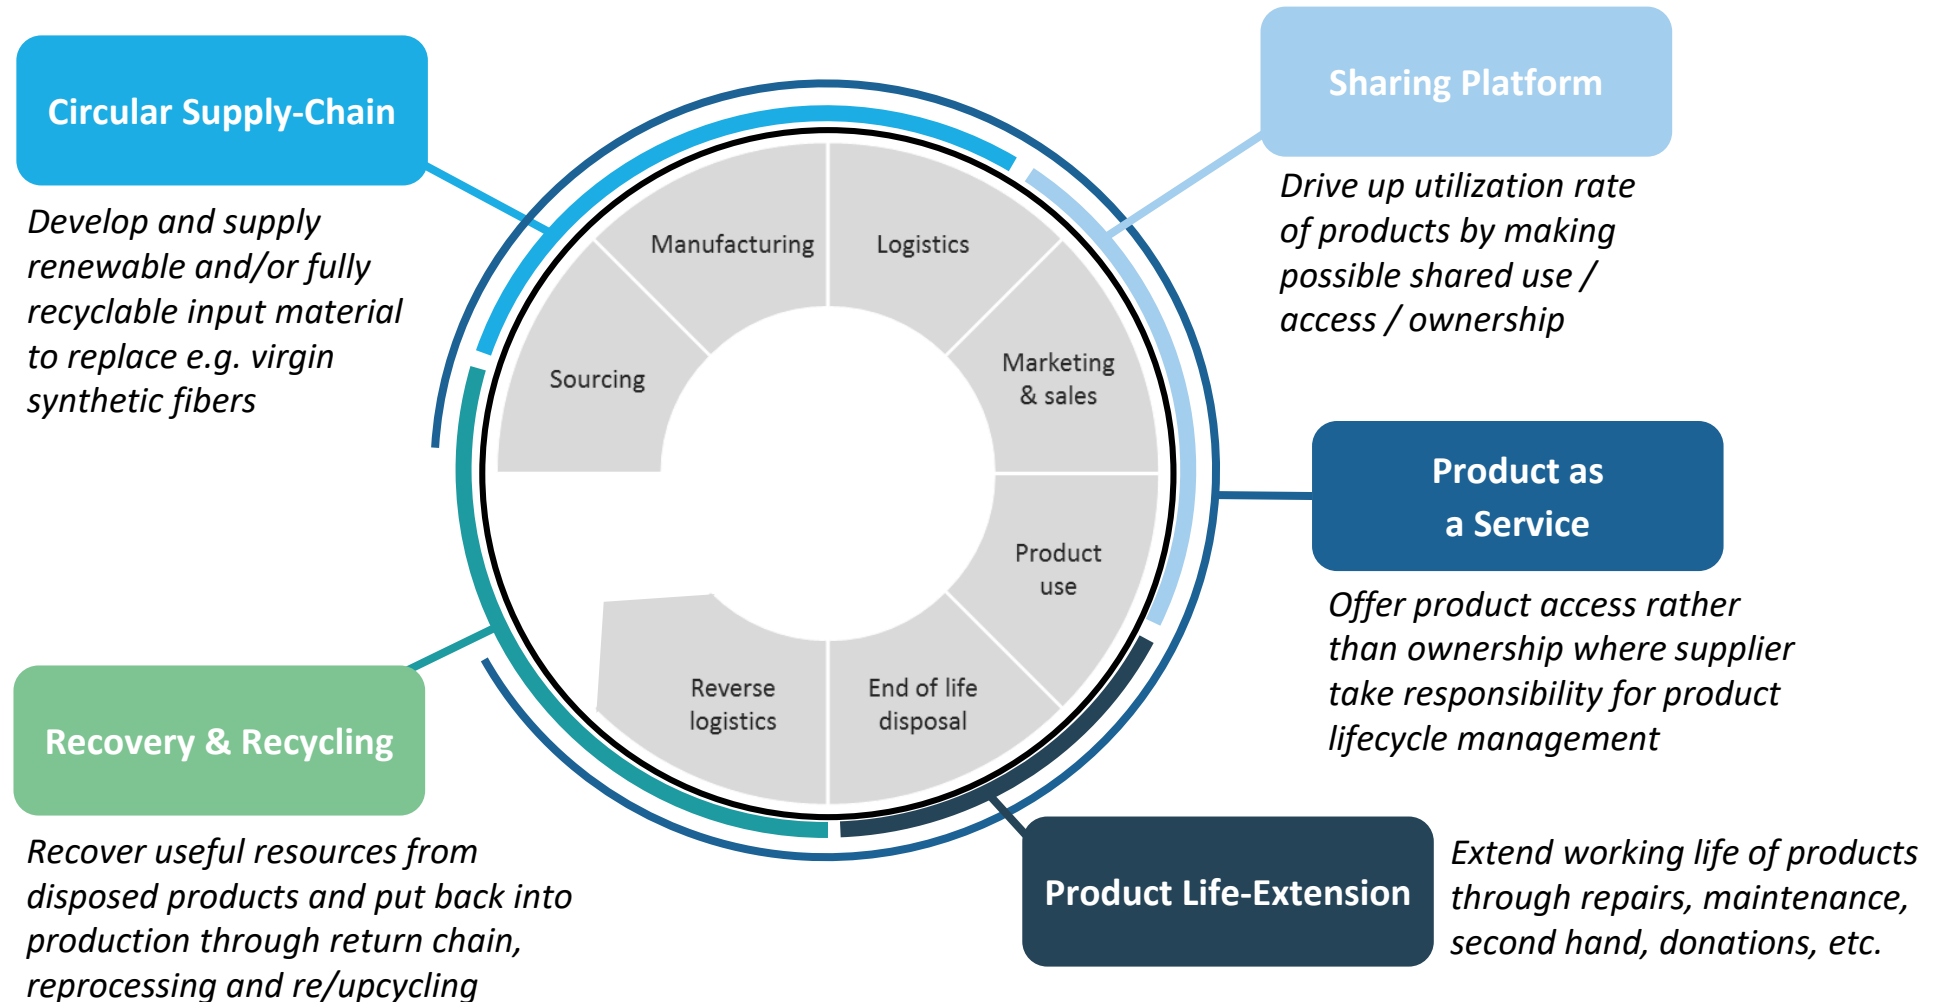 Circular Supply-Chain
Develop and supply
renewable and/or fully
recyclable input material
to replace e.g. virgin
synthetic fibers
Sharing Platform
Drive up utilization rate
of products by making
possible shared use /
access / ownership
Manufacturing
Logistics
Sourcing
Marketing
& sales
Product
use
Reverse
logistics
End of life
disposal
Product as
a Service
Offer product access rather
than ownership where supplier
take responsibility for product
lifecycle management
Recovery & Recycling
Recover useful resources from
disposed products and put back into
production through return chain,
reprocessing and re/upcycling
Product Life-Extension
Extend working life of products
through repairs, maintenance,
second hand, donations, etc.